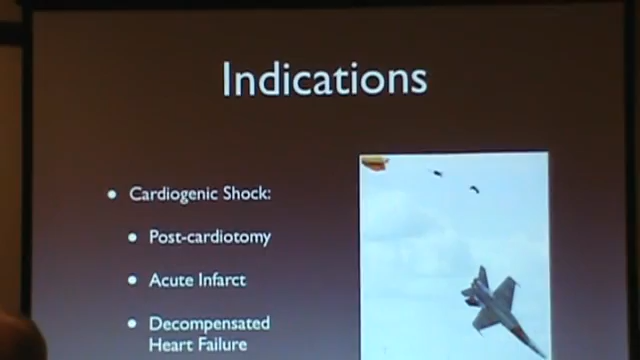 Indications
Cardiogenic Shock:
Post-cardiotomy
Acute Infarct
Decompensated
Heart Failure